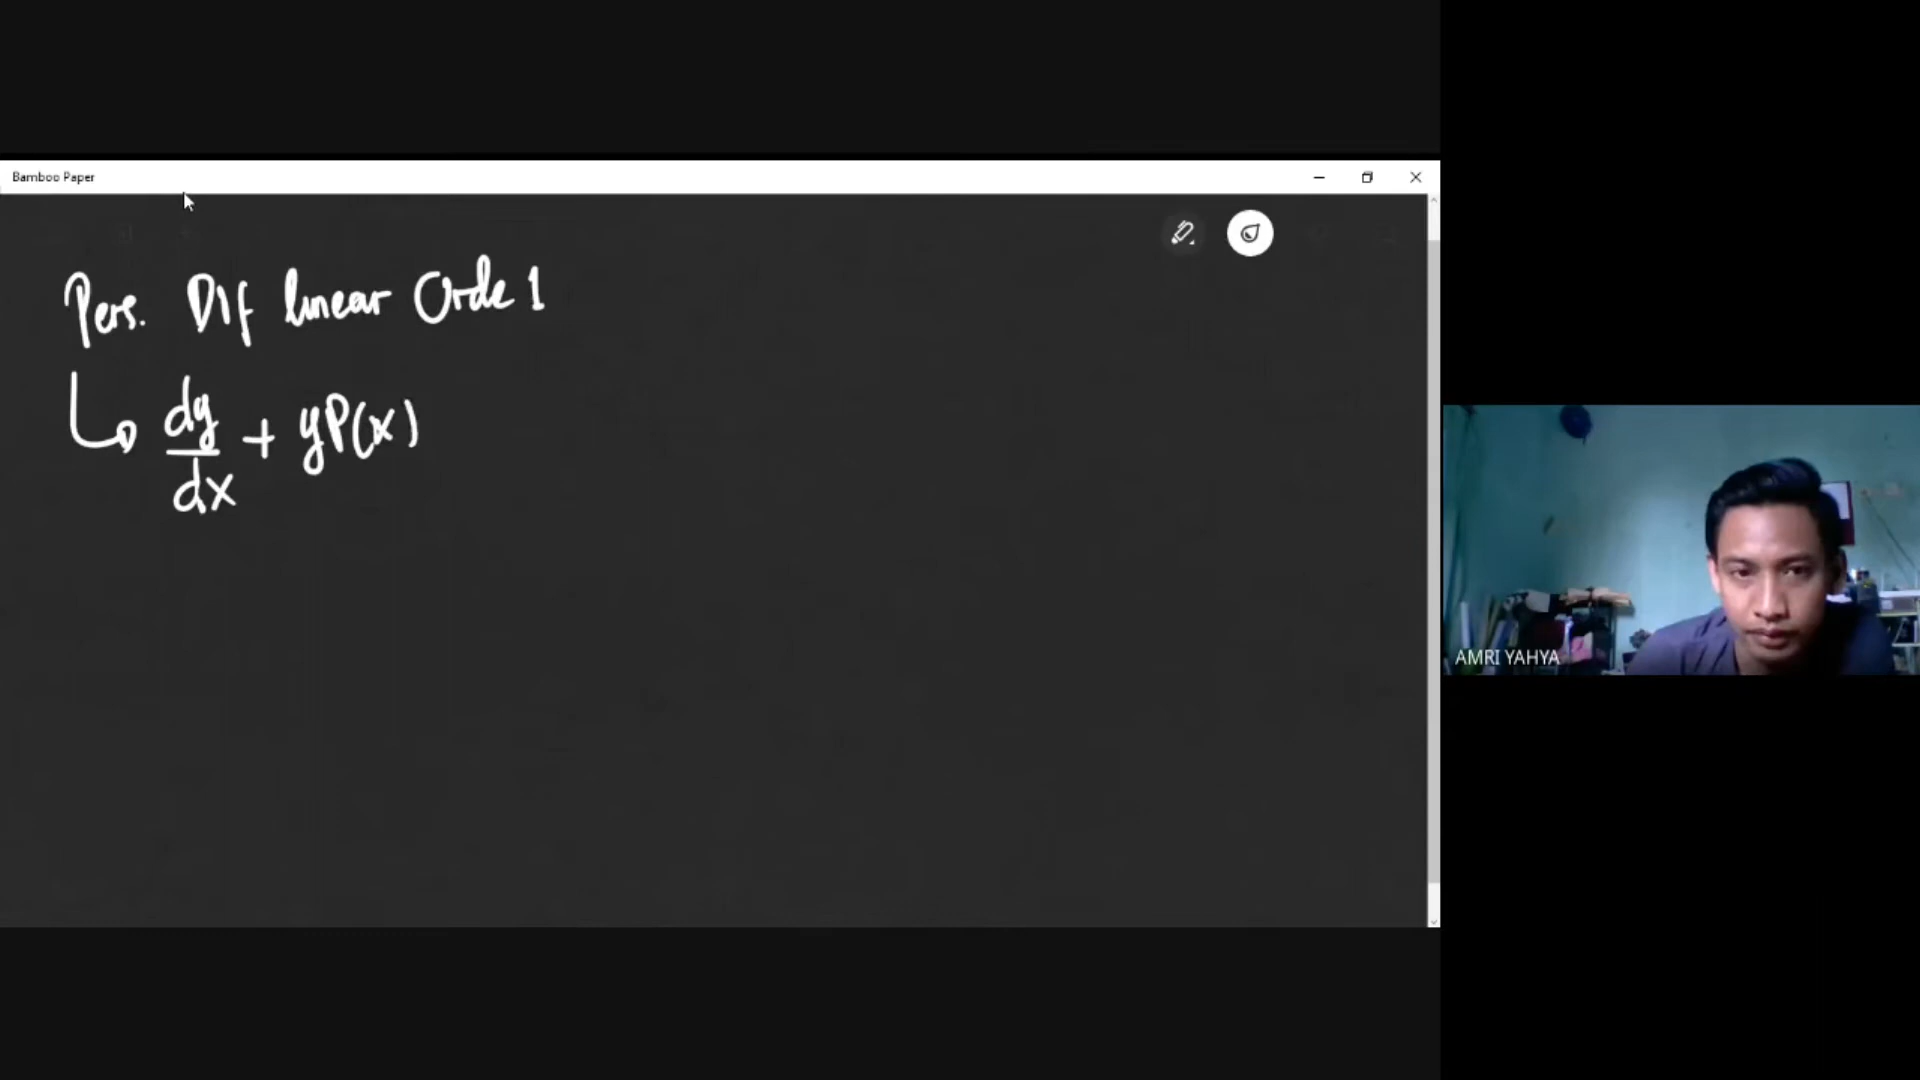 Bamboo Paper
Pers. Dif linear Orde 1
dy/dx + yP(x)
AMRI YAHYA